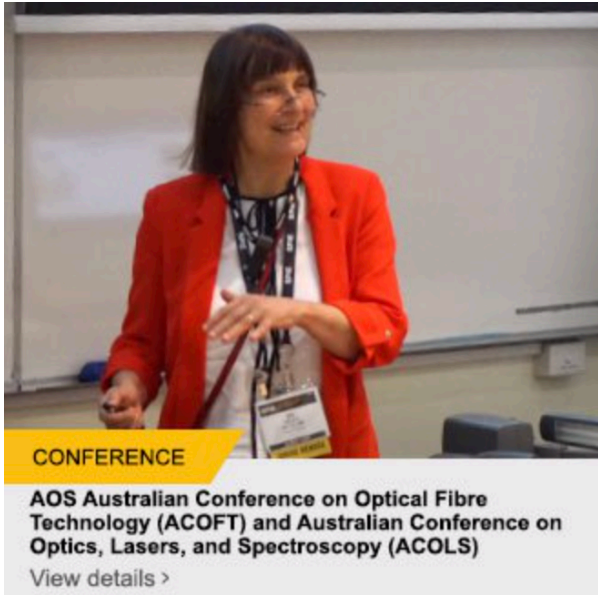 CONFERENCE
AOS Australian Conference on Optical Fibre
Technology (ACOFT) and Australian Conference on
Optics, Lasers, and Spectroscopy (ACOLS)
View details >